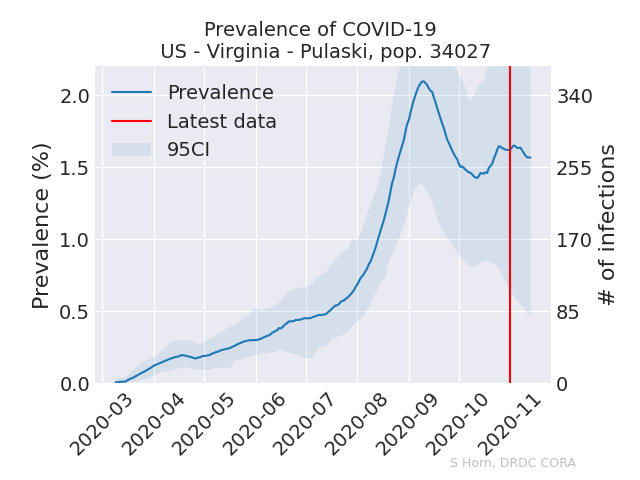 Prevalence of COVID-19
US - Virginia - Pulaski, pop. 34027
Prevalence
Latest data
95CI
Prevalence (%)
2.0
1.5
1.0
0.5
0.0
# of infections
340
255
170
85
0
2020-03
2020-04
2020-05
2020-06
2020-07
2020-08
2020-09
2020-10
2020-11
S Horn, DRDC CORA